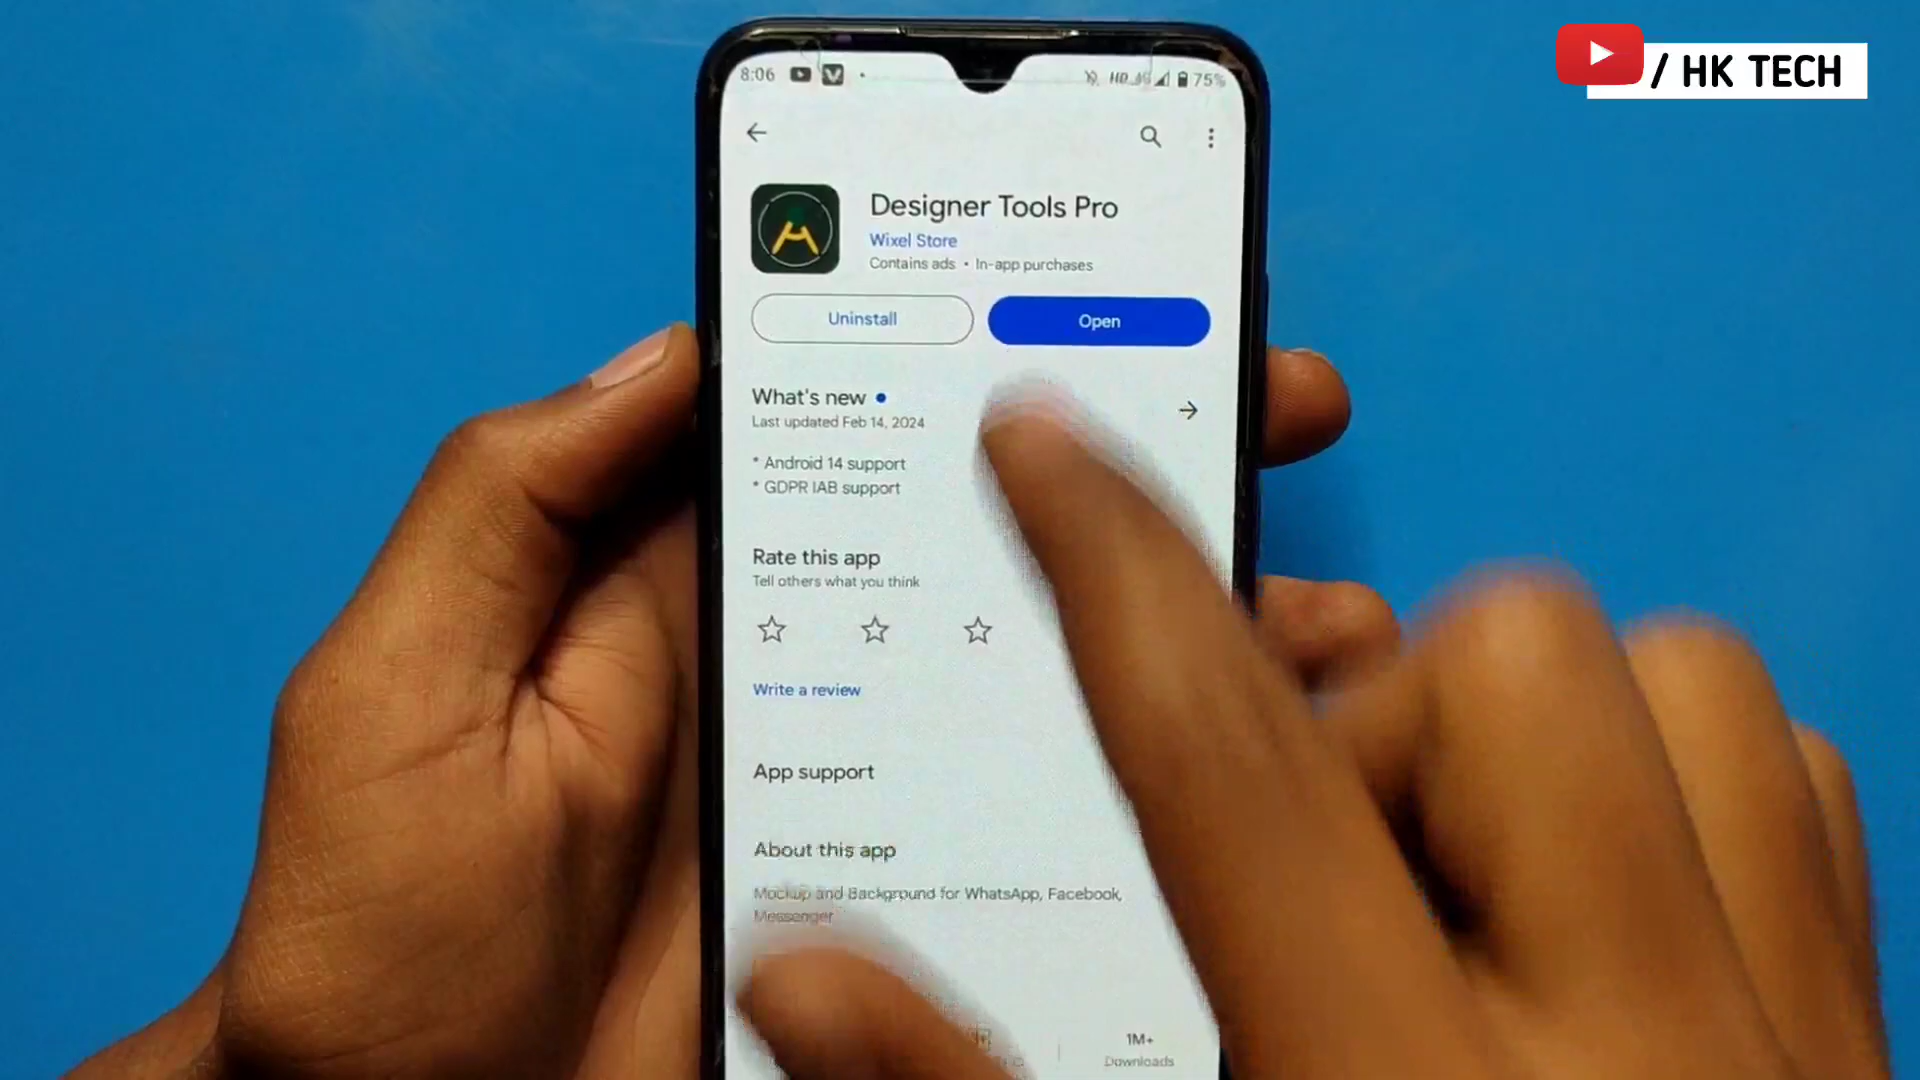 / HK TECH
8:06
HD 4G 75%
Designer Tools Pro
Wixel Store
Contains ads • In-app purchases
Uninstall
Open
What's new
Last updated Feb 14, 2024
* Android 14 support
* GDPR IAB support
Rate this app
Tell others what you think
Write a review
App support
About this app
Mockup and Background for WhatsApp, Facebook,
Messenger
1M+
Downloads